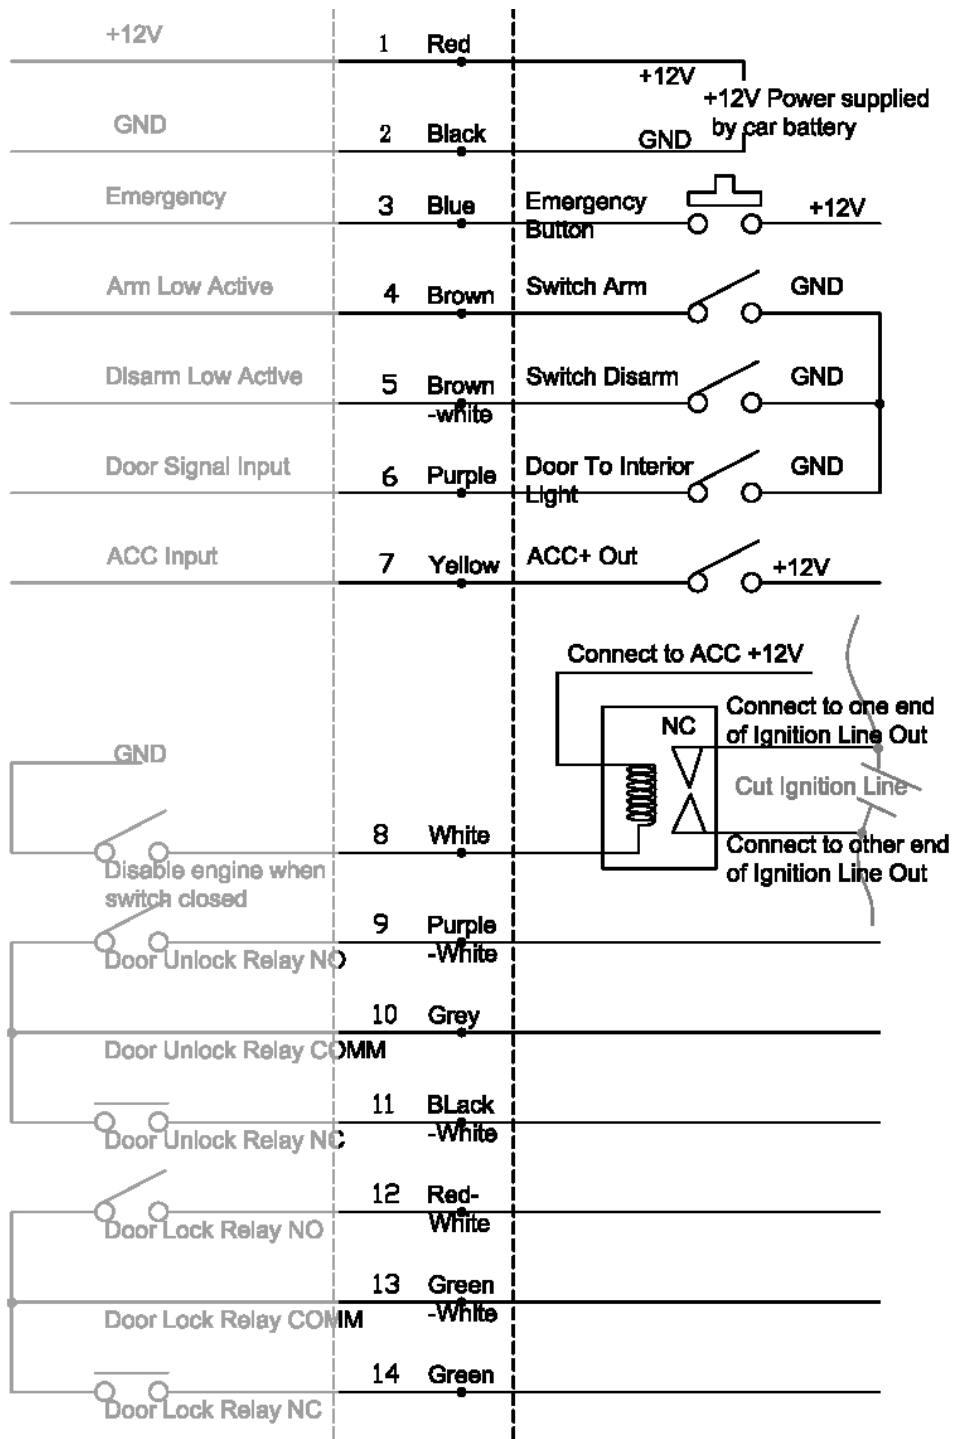 +12V
1 Red
+12V
+12V Power supplied
by car battery
GND
2 Black
GND
Emergency
3 Blue
Emergency
Button
+12V
Arm Low Active
4 Brown
Switch Arm
GND
Disarm Low Active
5 Brown
-white
Switch Disarm
GND
Door Signal Input
6 Purple
Door To Interior
Light
GND
ACC Input
7 Yellow
ACC+ Out
+12V
Connect to ACC +12V
NC
Connect to one end
of Ignition Line Out
Cut Ignition Line
Connect to other end
of Ignition Line Out
GND
8 White
Disable engine when
switch closed
9 Purple
-White
Door Unlock Relay NO
10 Grey
Door Unlock Relay COMM
11 BLack
-White
Door Unlock Relay NC
12 Red-
White
Door Lock Relay NO
13 Green
-White
Door Lock Relay COMM
14 Green
Door Lock Relay NC